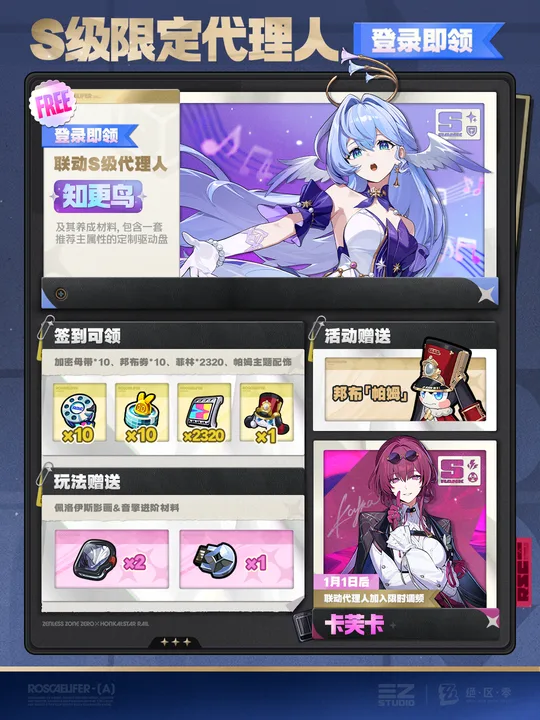 S级限定代理人
登录即领
FREE
登录即领
联动S级代理人
知更鸟
及其养成材料, 包含一套
推荐主属性的定制驱动盘
S
签到可领
加密母带*10、邦布券*10、菲林*2320、帕姆主题配饰
×10
×10
×2320
×1
活动赠送
邦布「帕姆」
玩法赠送
佩洛伊斯影画&音擎进阶材料
×2
×1
S
1月1日后
联动代理人加入限时调频
卡芙卡
ZENLESS ZONE ZERO × HONKAI: STAR RAIL
ROSCAELIFER-(A)
EZ
STUDIO
绝·区·零